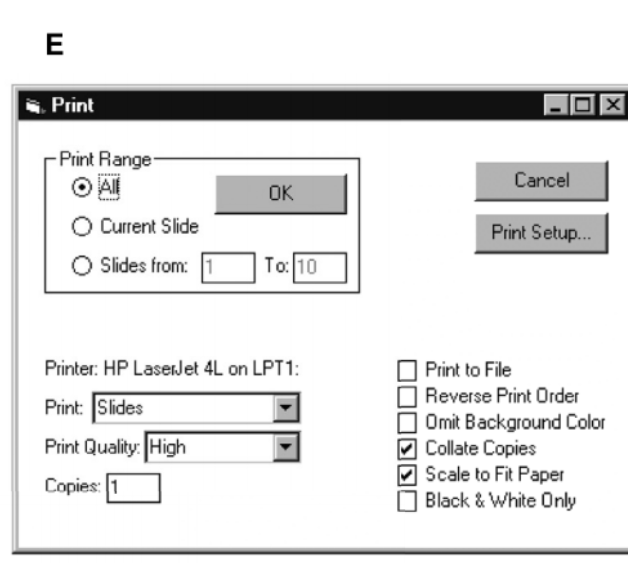 E
Print
Print Range
All
OK
Cancel
Current Slide
Print Setup...
Slides from: 1 To: 10
Printer: HP LaserJet 4L on LPT1:
Print to File
Reverse Print Order
Print: Slides
Omit Background Color
Print Quality: High
Collate Copies
Scale to Fit Paper
Copies: 1
Black & White Only